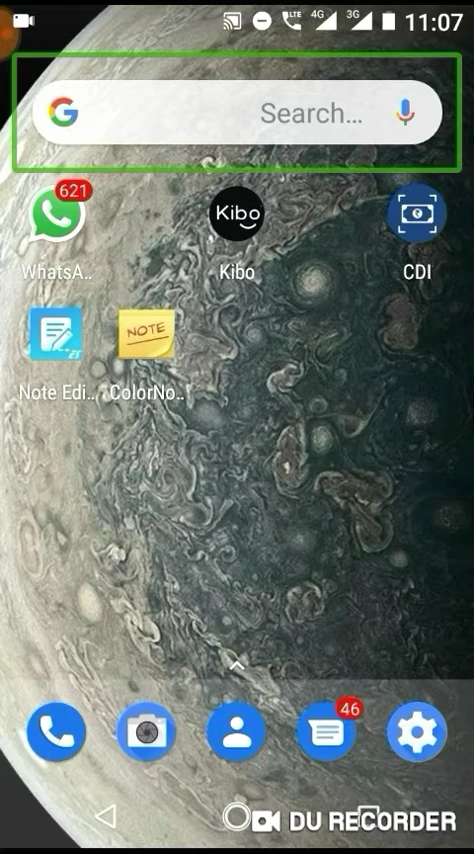 LTE 4G 3G 11:07
G Search...
621
Kibo
WhatsA.. Kibo CDI
NOTE
ES
Note Edi... ColorNo..
46
DU RECORDER